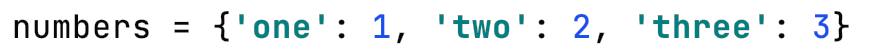 numbers = {'one': 1, 'two': 2, 'three': 3}